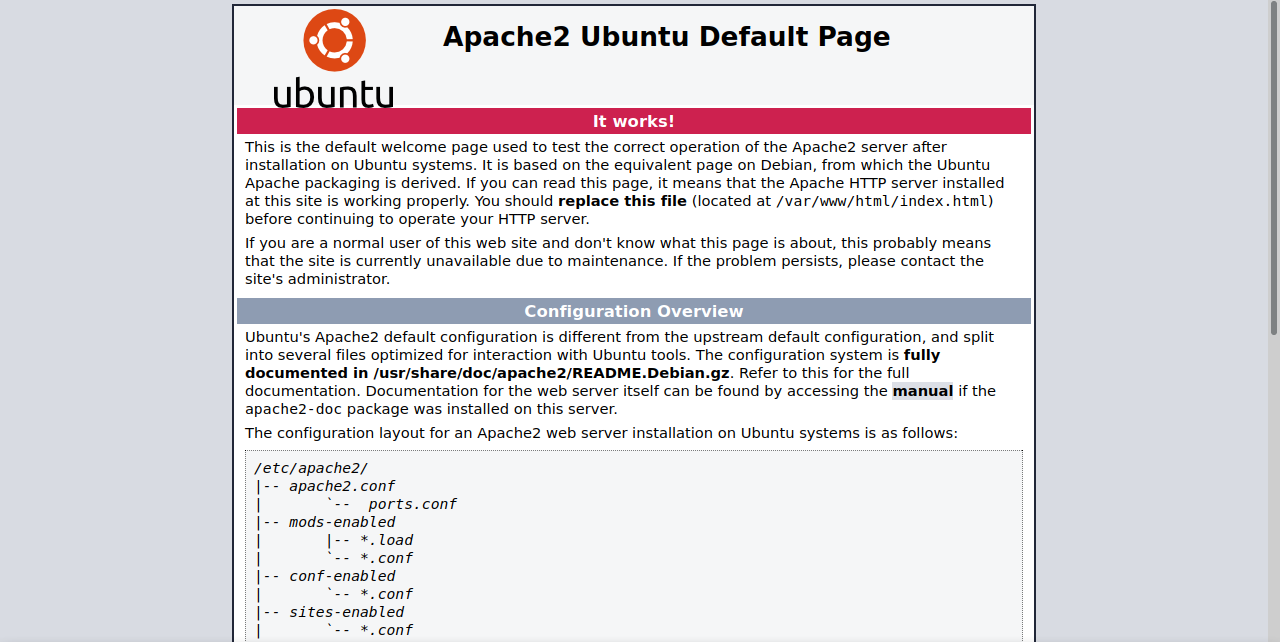 ubuntu
Apache2 Ubuntu Default Page
It works!
This is the default welcome page used to test the correct operation of the Apache2 server after
installation on Ubuntu systems. It is based on the equivalent page on Debian, from which the Ubuntu
Apache packaging is derived. If you can read this page, it means that the Apache HTTP server installed
at this site is working properly. You should replace this file (located at /var/www/html/index.html)
before continuing to operate your HTTP server.
If you are a normal user of this web site and don't know what this page is about, this probably means
that the site is currently unavailable due to maintenance. If the problem persists, please contact the
site's administrator.
Configuration Overview
Ubuntu's Apache2 default configuration is different from the upstream default configuration, and split
into several files optimized for interaction with Ubuntu tools. The configuration system is fully
documented in /usr/share/doc/apache2/README.Debian.gz. Refer to this for the full
documentation. Documentation for the web server itself can be found by accessing the manual if the
apache2-doc package was installed on this server.
The configuration layout for an Apache2 web server installation on Ubuntu systems is as follows:
/etc/apache2/
|-- apache2.conf
|       `--  ports.conf
|-- mods-enabled
|       |-- *.load
|       `-- *.conf
|-- conf-enabled
|       `-- *.conf
|-- sites-enabled
|       `-- *.conf